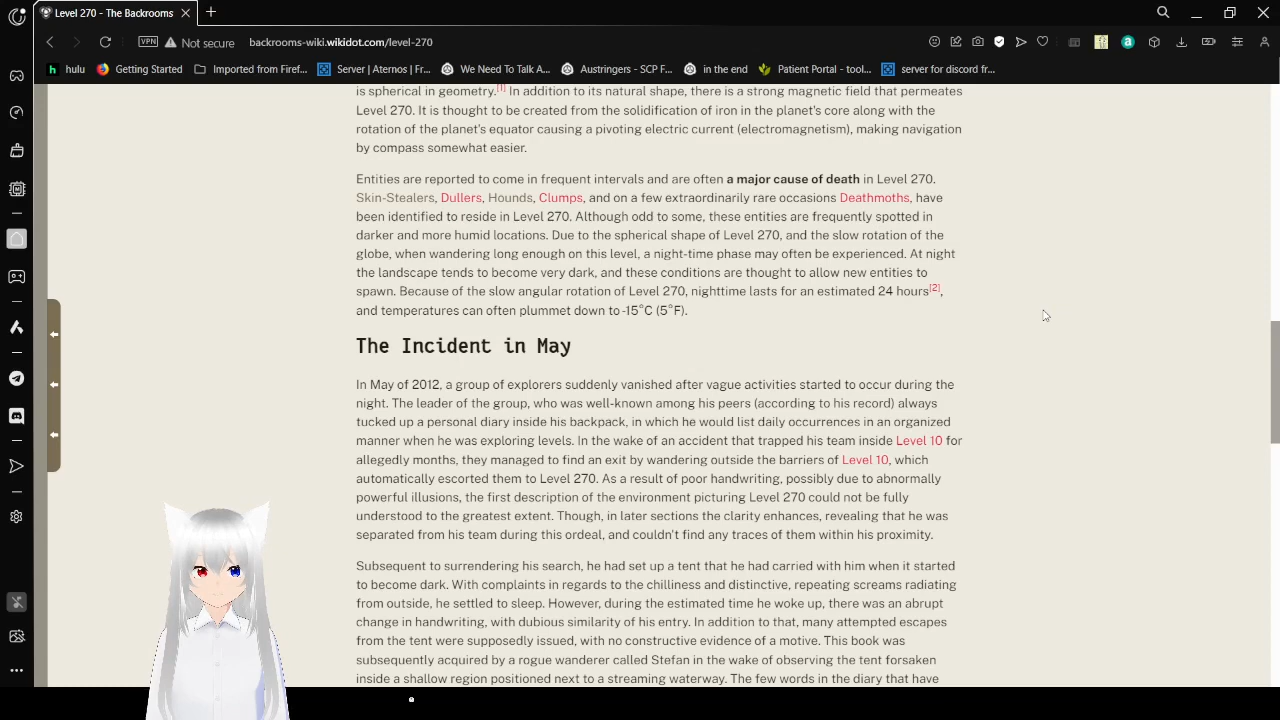 Level 270 - The Backrooms
VPN
Not secure
backrooms-wiki.wikidot.com/level-270
hulu
Getting Started
Imported from Firef...
Server | Aternos | Fr...
We Need To Talk A...
Austringers - SCP F...
in the end
Patient Portal - tool...
server for discord fr...
is spherical in geometry.[1] In addition to its natural shape, there is a strong magnetic field that permeates
Level 270. It is thought to be created from the solidification of iron in the planet's core along with the
rotation of the planet's equator causing a pivoting electric current (electromagnetism), making navigation
by compass somewhat easier.
Entities are reported to come in frequent intervals and are often a major cause of death in Level 270.
Skin-Stealers, Dullers, Hounds, Clumps, and on a few extraordinarily rare occasions Deathmoths, have
been identified to reside in Level 270. Although odd to some, these entities are frequently spotted in
darker and more humid locations. Due to the spherical shape of Level 270, and the slow rotation of the
globe, when wandering long enough on this level, a night-time phase may often be experienced. At night
the landscape tends to become very dark, and these conditions are thought to allow new entities to
spawn. Because of the slow angular rotation of Level 270, nighttime lasts for an estimated 24 hours[2],
and temperatures can often plummet down to -15°C (5°F).
The Incident in May
In May of 2012, a group of explorers suddenly vanished after vague activities started to occur during the
night. The leader of the group, who was well-known among his peers (according to his record) always
tucked up a personal diary inside his backpack, in which he would list daily occurrences in an organized
manner when he was exploring levels. In the wake of an accident that trapped his team inside Level 10 for
allegedly months, they managed to find an exit by wandering outside the barriers of Level 10, which
automatically escorted them to Level 270. As a result of poor handwriting, possibly due to abnormally
powerful illusions, the first description of the environment picturing Level 270 could not be fully
understood to the greatest extent. Though, in later sections the clarity enhances, revealing that he was
separated from his team during this ordeal, and couldn't find any traces of them within his proximity.
Subsequent to surrendering his search, he had set up a tent that he had carried with him when it started
to become dark. With complaints in regards to the chilliness and distinctive, repeating screams radiating
from outside, he settled to sleep. However, during the estimated time he woke up, there was an abrupt
change in handwriting, with dubious similarity of his entry. In addition to that, many attempted escapes
from the tent were supposedly issued, with no constructive evidence of a motive. This book was
subsequently acquired by a rogue wanderer called Stefan in the wake of observing the tent forsaken
inside a shallow region positioned next to a streaming waterway. The few words in the diary that have